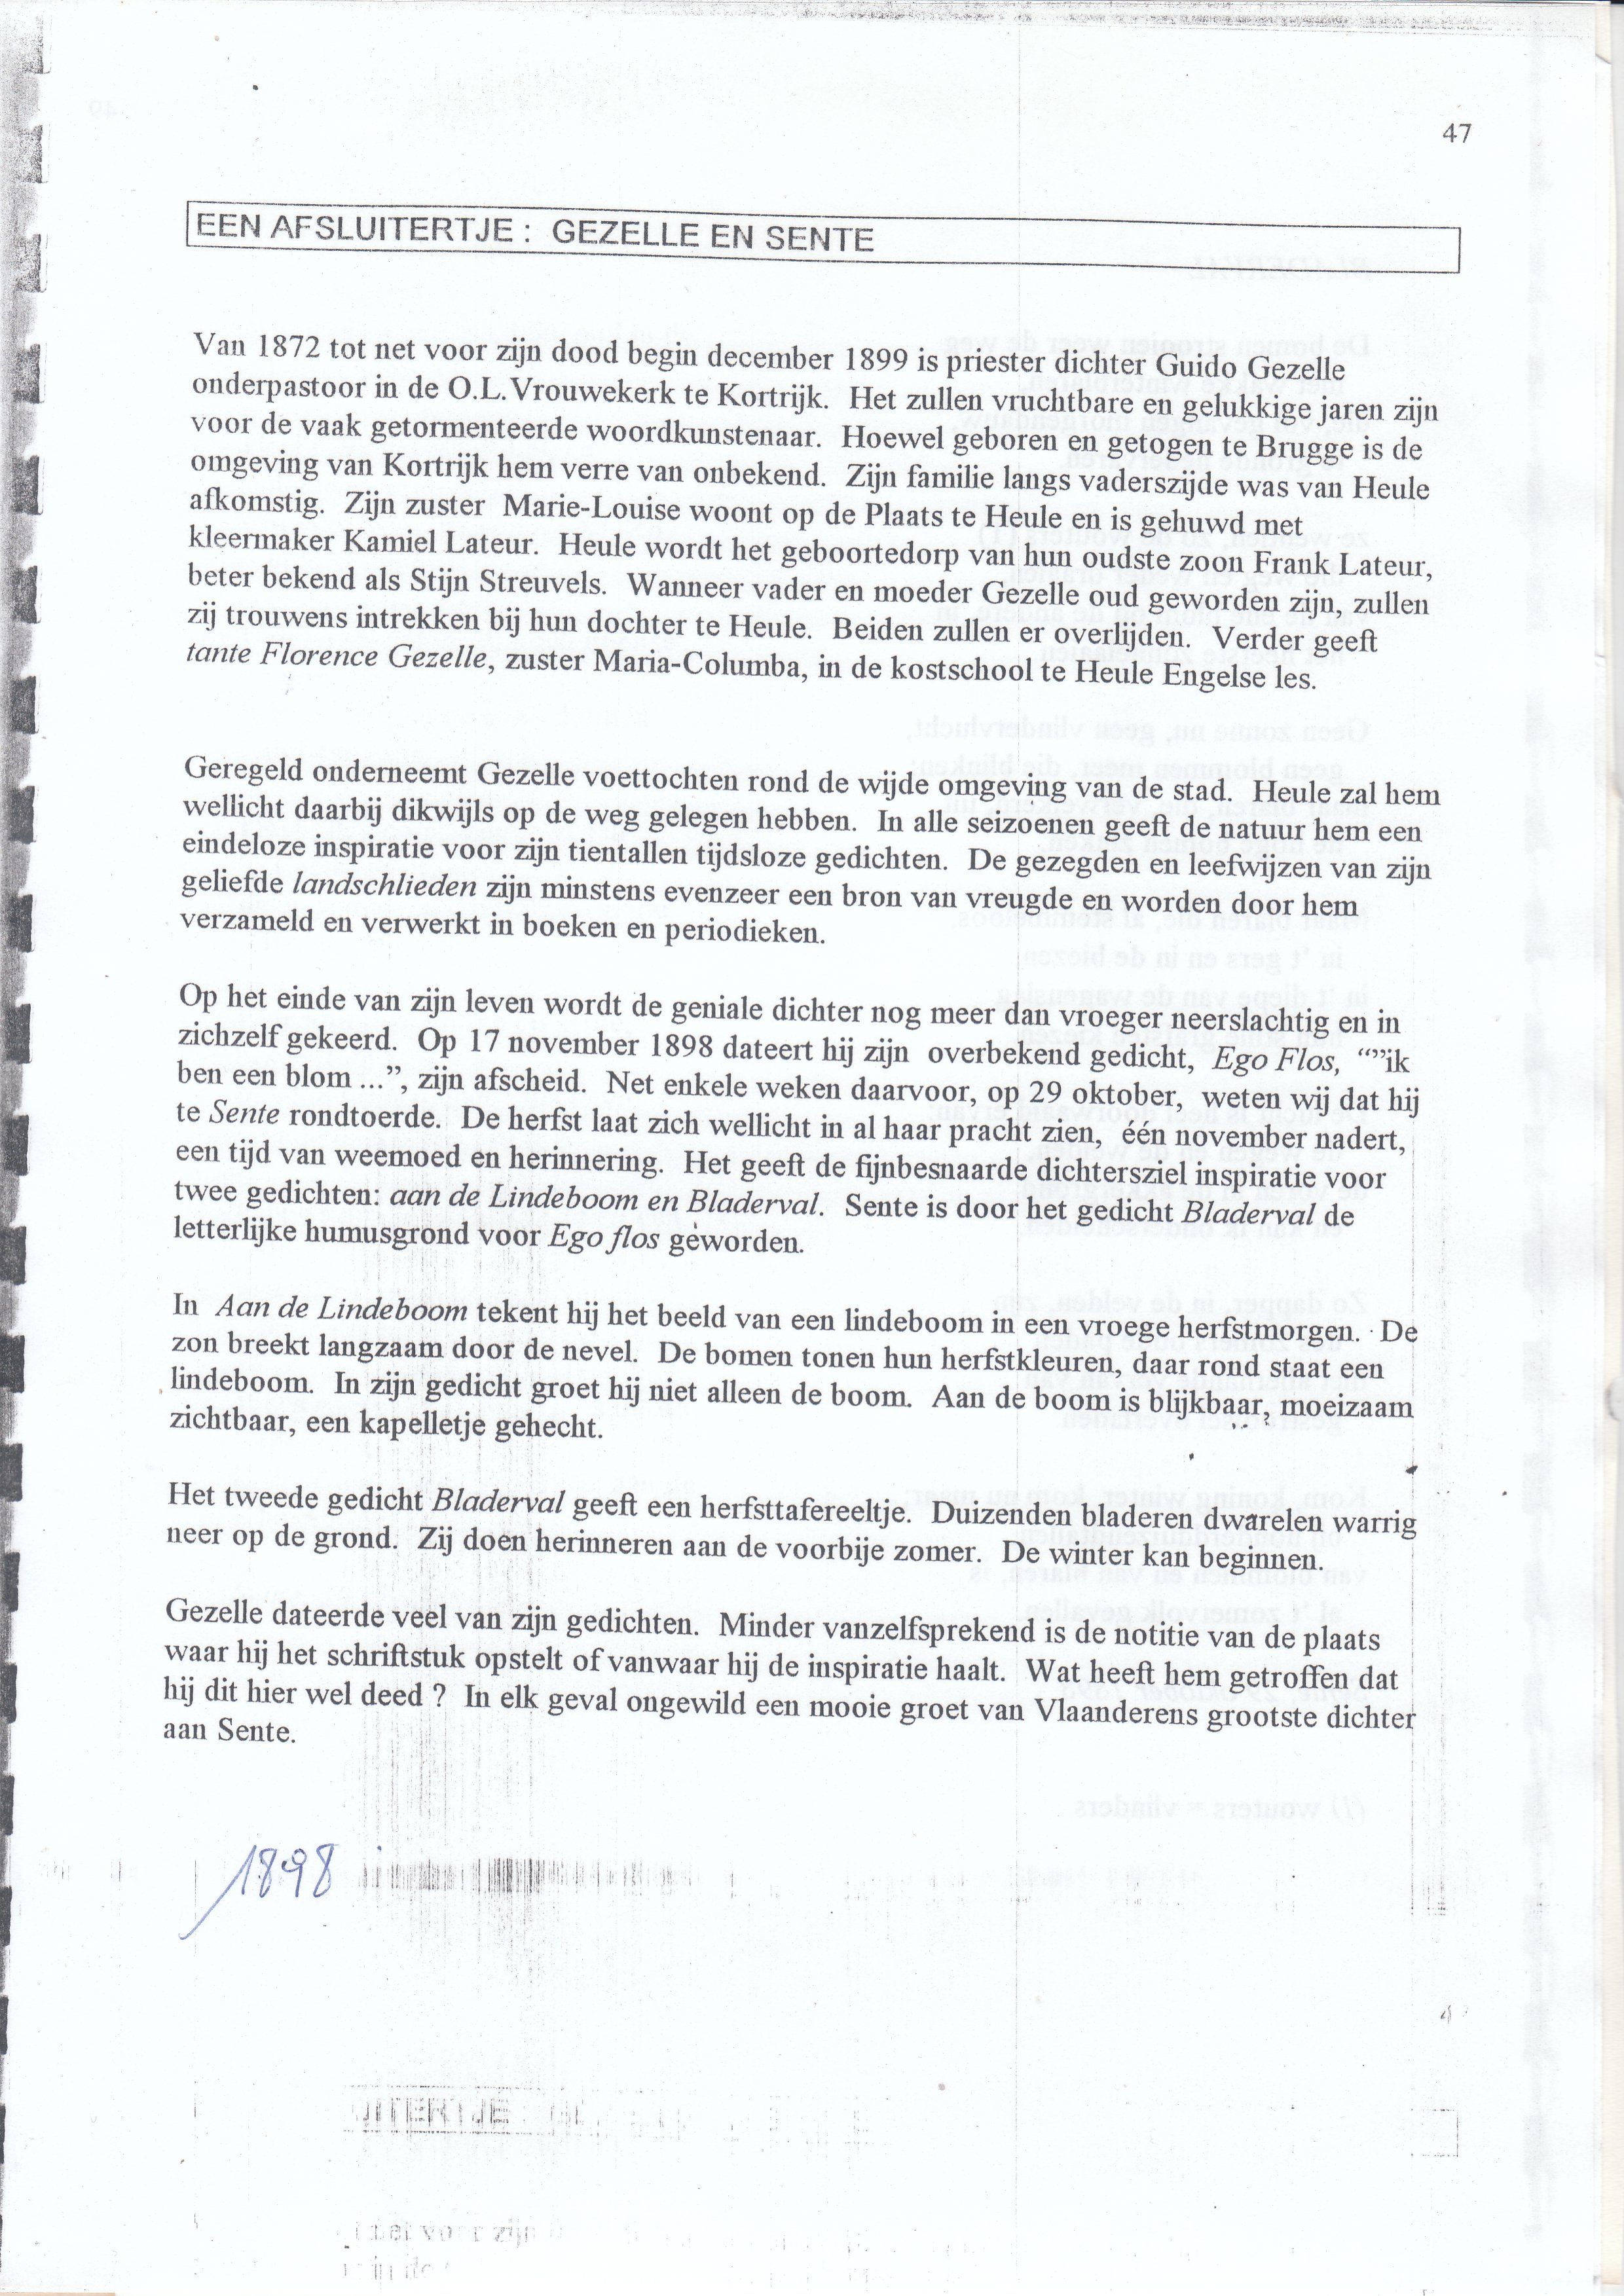 47
EEN AFSLUITERTJE : GEZELLE EN SENTE
Van 1872 tot net voor zijn dood begin december 1899 is priester dichter Guido Gezelle
onderpastoor in de O.L.Vrouwekerk te Kortrijk. Het zullen vruchtbare en gelukkige jaren zijn
voor de vaak getormenteerde woordkunstenaar. Hoewel geboren en getogen te Brugge is de
omgeving van Kortrijk hem verre van onbekend. Zijn familie langs vaderszijde was van Heule
afkomstig. Zijn zuster Marie-Louise woont op de Plaats te Heule en is gehuwd met
kleermaker Kamiel Lateur. Heule wordt het geboortedorp van hun oudste zoon Frank Lateur,
beter bekend als Stijn Streuvels. Wanneer vader en moeder Gezelle oud geworden zijn, zullen
zij trouwens intrekken bij hun dochter te Heule. Beiden zullen er overlijden. Verder geeft
tante Florence Gezelle, zuster Maria-Columba, in de kostschool te Heule Engelse les.
Geregeld onderneemt Gezelle voettochten rond de wijde omgeving van de stad. Heule zal hem
wellicht daarbij dikwijls op de weg gelegen hebben. In alle seizoenen geeft de natuur hem een
eindeloze inspiratie voor zijn tientallen tijdsloze gedichten. De gezegden en leefwijzen van zijn
geliefde landschlieden zijn minstens evenzeer een bron van vreugde en worden door hem
verzameld en verwerkt in boeken en periodieken.
Op het einde van zijn leven wordt de geniale dichter nog meer dan vroeger neerslachtig en in
zichzelf gekeerd. Op 17 november 1898 dateert hij zijn overbekend gedicht, Ego Flos, “”ik
ben een blom ...”, zijn afscheid. Net enkele weken daarvoor, op 29 oktober, weten wij dat hij
te Sente rondtoerde. De herfst laat zich wellicht in al haar pracht zien, één november nadert,
een tijd van weemoed en herinnering. Het geeft de fijnbesnaarde dichtersziel inspiratie voor
twee gedichten: aan de Lindeboom en Bladerval. Sente is door het gedicht Bladerval de
letterlijke humusgrond voor Ego flos geworden.
In Aan de Lindeboom tekent hij het beeld van een lindeboom in een vroege herfstmorgen. De
zon breekt langzaam door de nevel. De bomen tonen hun herfstkleuren, daar rond staat een
lindeboom. In zijn gedicht groet hij niet alleen de boom. Aan de boom is blijkbaar, moeizaam
zichtbaar, een kapelletje gehecht.
Het tweede gedicht Bladerval geeft een herfsttafereeltje. Duizenden bladeren dwarelen warrig
neer op de grond. Zij doen herinneren aan de voorbije zomer. De winter kan beginnen.
Gezelle dateerde veel van zijn gedichten. Minder vanzelfsprekend is de notitie van de plaats
waar hij het schriftstuk opstelt of vanwaar hij de inspiratie haalt. Wat heeft hem getroffen dat
hij dit hier wel deed ? In elk geval ongewild een mooie groet van Vlaanderens grootste dichter
aan Sente.
1898